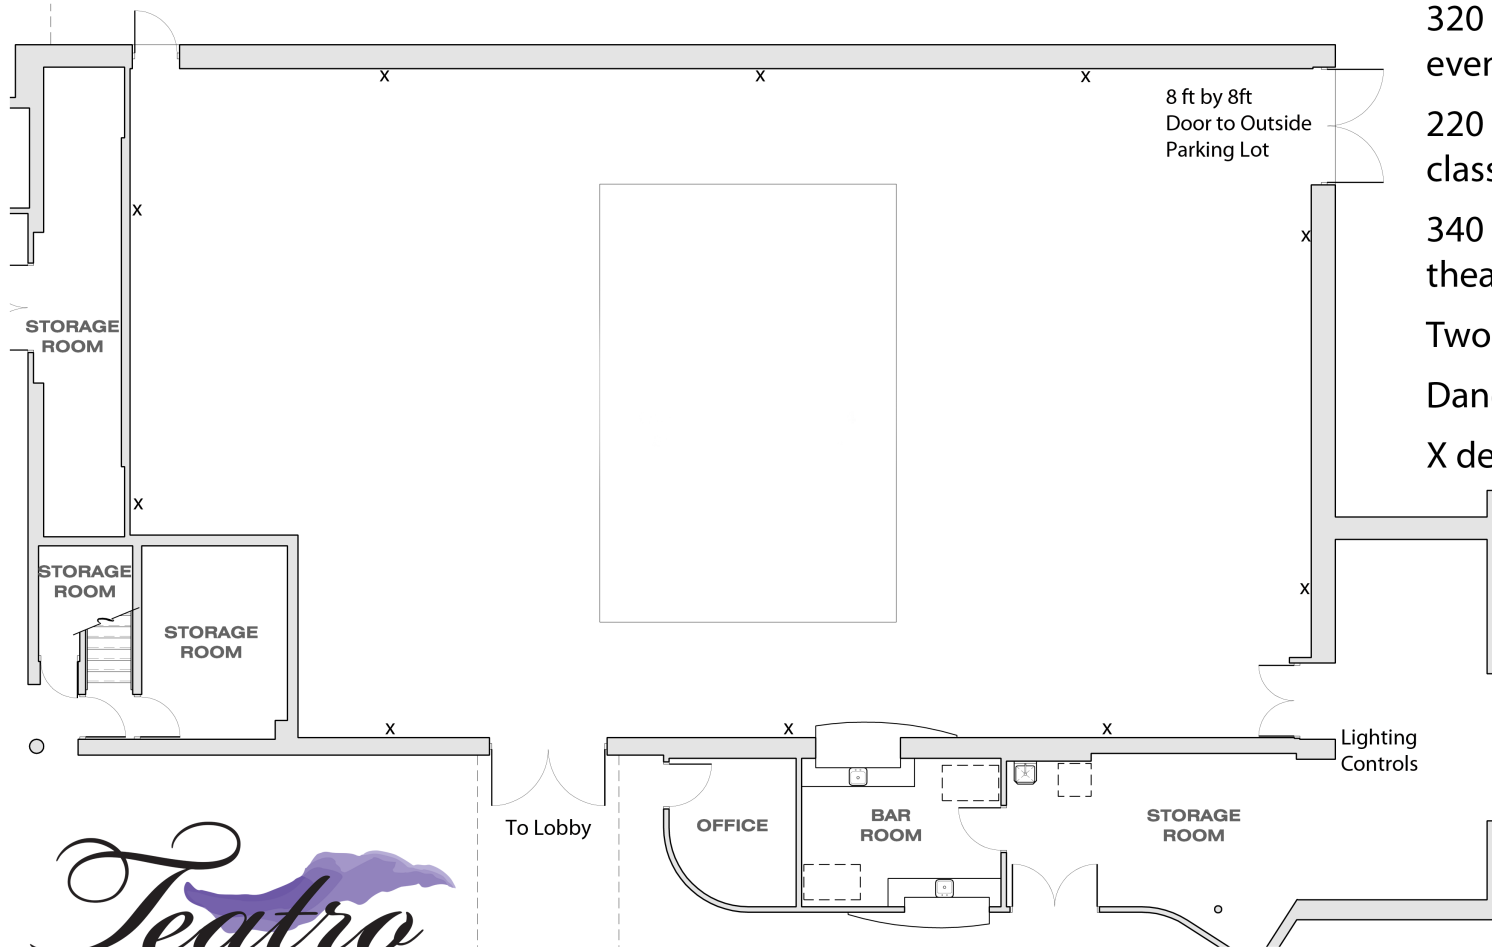 320
even
220
class
340
thea
Two
Dan
X de
x
x
x
8 ft by 8ft
Door to Outside
Parking Lot
x
x
STORAGE
ROOM
x
STORAGE
ROOM
x
STORAGE
ROOM
x
x
x
Lighting
Controls
To Lobby
OFFICE
BAR
ROOM
STORAGE
ROOM
Teatro